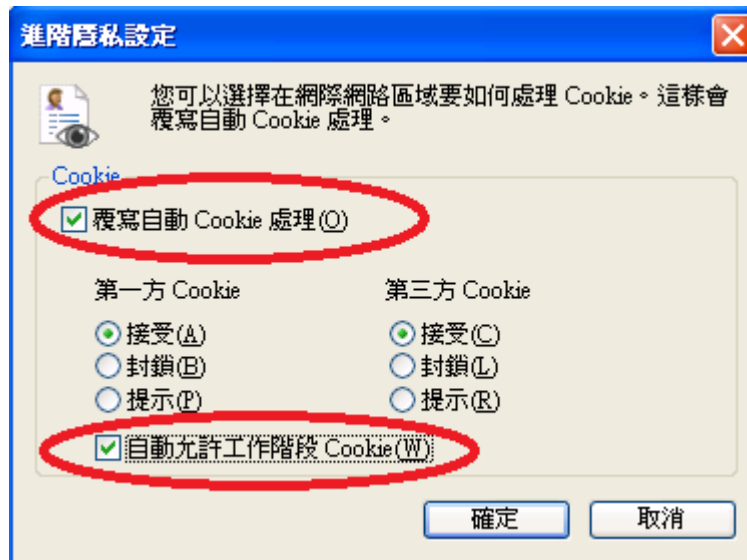 進階隱私設定
您可以選擇在網際網路區域要如何處理 Cookie。這樣會
覆寫自動 Cookie 處理。
Cookie
覆寫自動 Cookie 處理(O)
第一方 Cookie 第三方 Cookie
接受(A) 接受(C)
封鎖(B) 封鎖(L)
提示(P) 提示(R)
自動允許工作階段 Cookie(W)
確定 取消